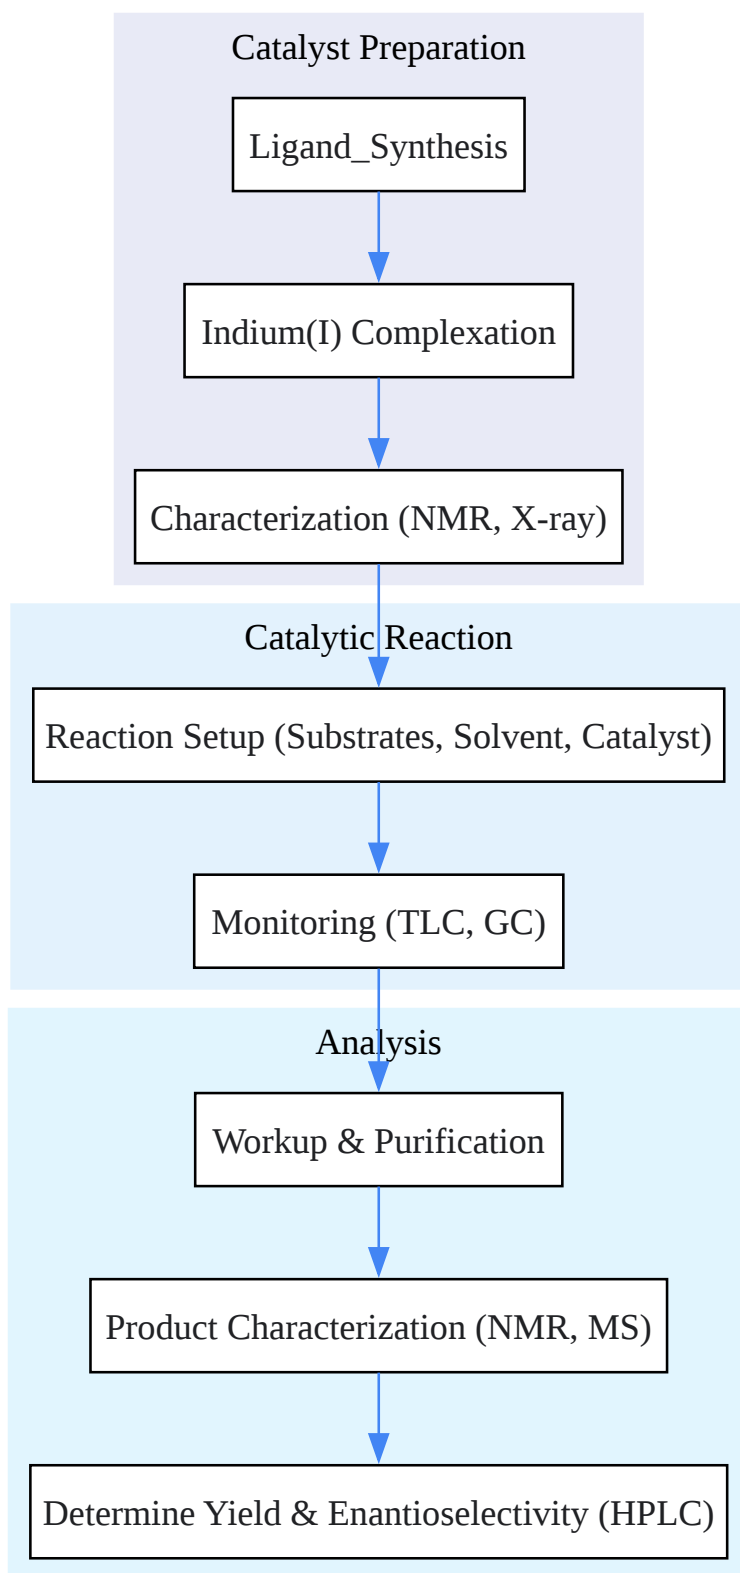 Catalyst Preparation
Ligand_Synthesis
Indium(I) Complexation
Characterization (NMR, X-ray)
Catalytic Reaction
Reaction Setup (Substrates, Solvent, Catalyst)
Monitoring (TLC, GC)
Analysis
Workup & Purification
Product Characterization (NMR, MS)
Determine Yield & Enantioselectivity (HPLC)